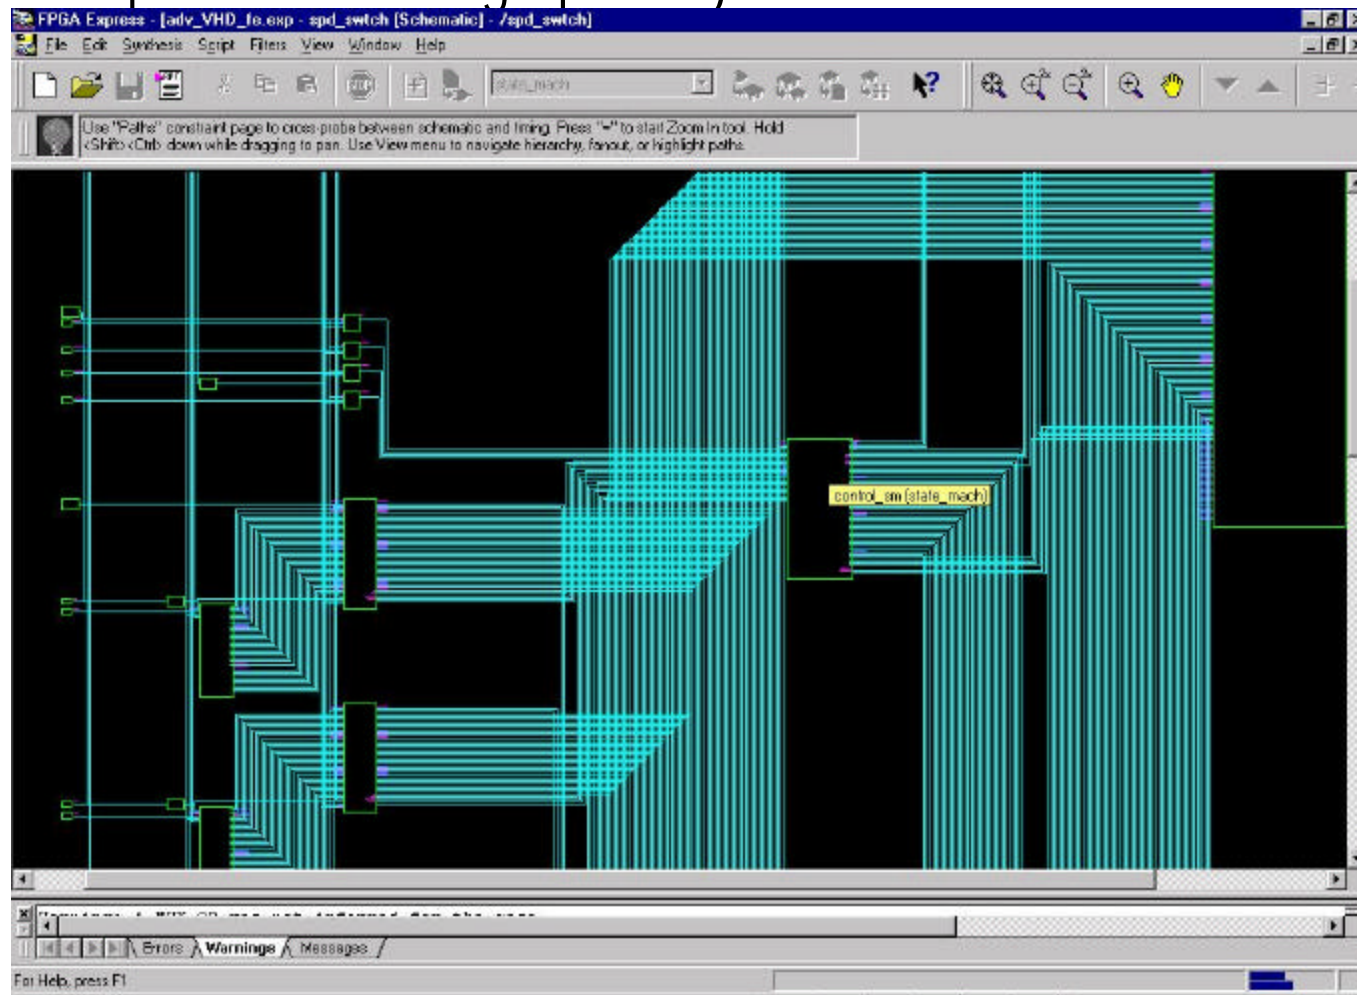 FPGA Express - [adv_VHD_fe.exp - spd_swtch [Schematic] - /spd_swtch]
File Edit Synthesis Script Filters View Window Help
state_mach
Use "Paths" constraint page to cross-probe between schematic and timing. Press "=" to start Zoom In tool. Hold
<Shift><Ctrl> down while dragging to pan. Use View menu to navigate hierarchy, fanout, or highlight paths.
control_sm (state_mach)
Errors Warnings Messages
For Help, press F1